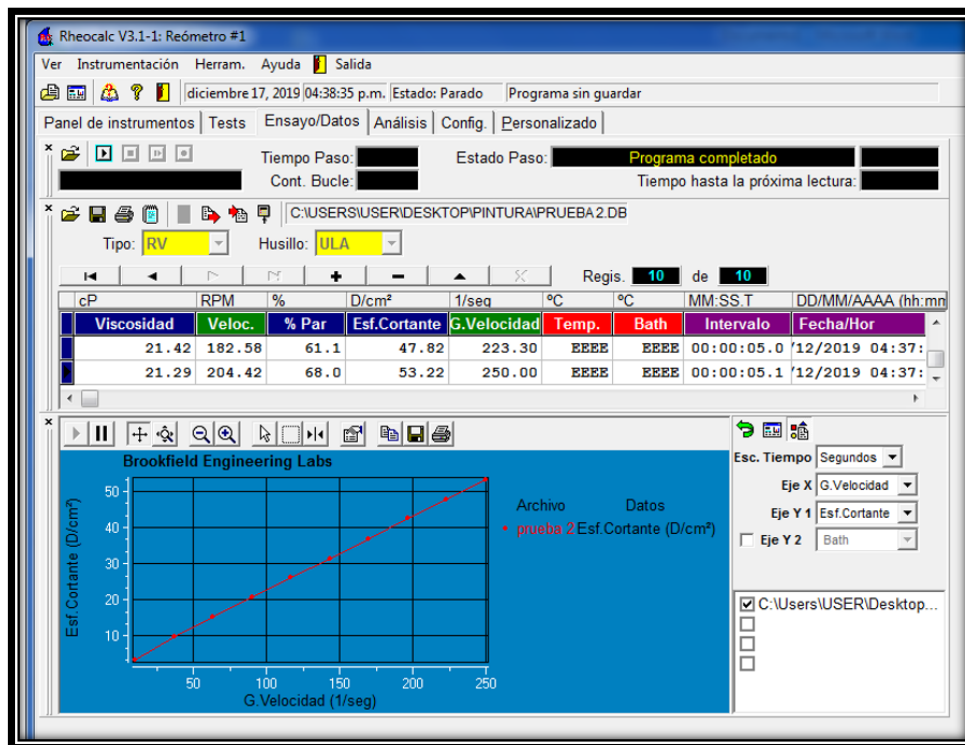 Rheocalc V3.1-1: Reómetro #1
Ver Instrumentación Herram. Ayuda Salida
diciembre 17, 2019 04:38:35 p.m. Estado: Parado Programa sin guardar
Panel de instrumentos Tests Ensayo/Datos Análisis Config. Personalizado
Tiempo Paso: Estado Paso: Programa completado
Cont. Bucle: Tiempo hasta la próxima lectura:
C:\USERS\USER\DESKTOP\PINTURA\PRUEBA 2.DB
Tipo: RV Husillo: ULA
Regis. 10 de 10
cP RPM % D/cm² 1/seg ºC ºC MM:SS.T DD/MM/AAAA (hh:mm
Viscosidad Veloc. % Par Esf.Cortante G.Velocidad Temp. Bath Intervalo Fecha/Hor
21.42 182.58 61.1 47.82 223.30 EEEE EEEE 00:00:05.0 /12/2019 04:37:
21.29 204.42 68.0 53.22 250.00 EEEE EEEE 00:00:05.1 /12/2019 04:37:
Brookfield Engineering Labs
Esf.Cortante (D/cm²)
50
40
30
20
10
50 100 150 200 250
G.Velocidad (1/seg)
Archivo Datos
prueba 2 Esf.Cortante (D/cm²)
Esc. Tiempo Segundos
Eje X G.Velocidad
Eje Y 1 Esf.Cortante
Eje Y 2 Bath
C:\Users\USER\Desktop...